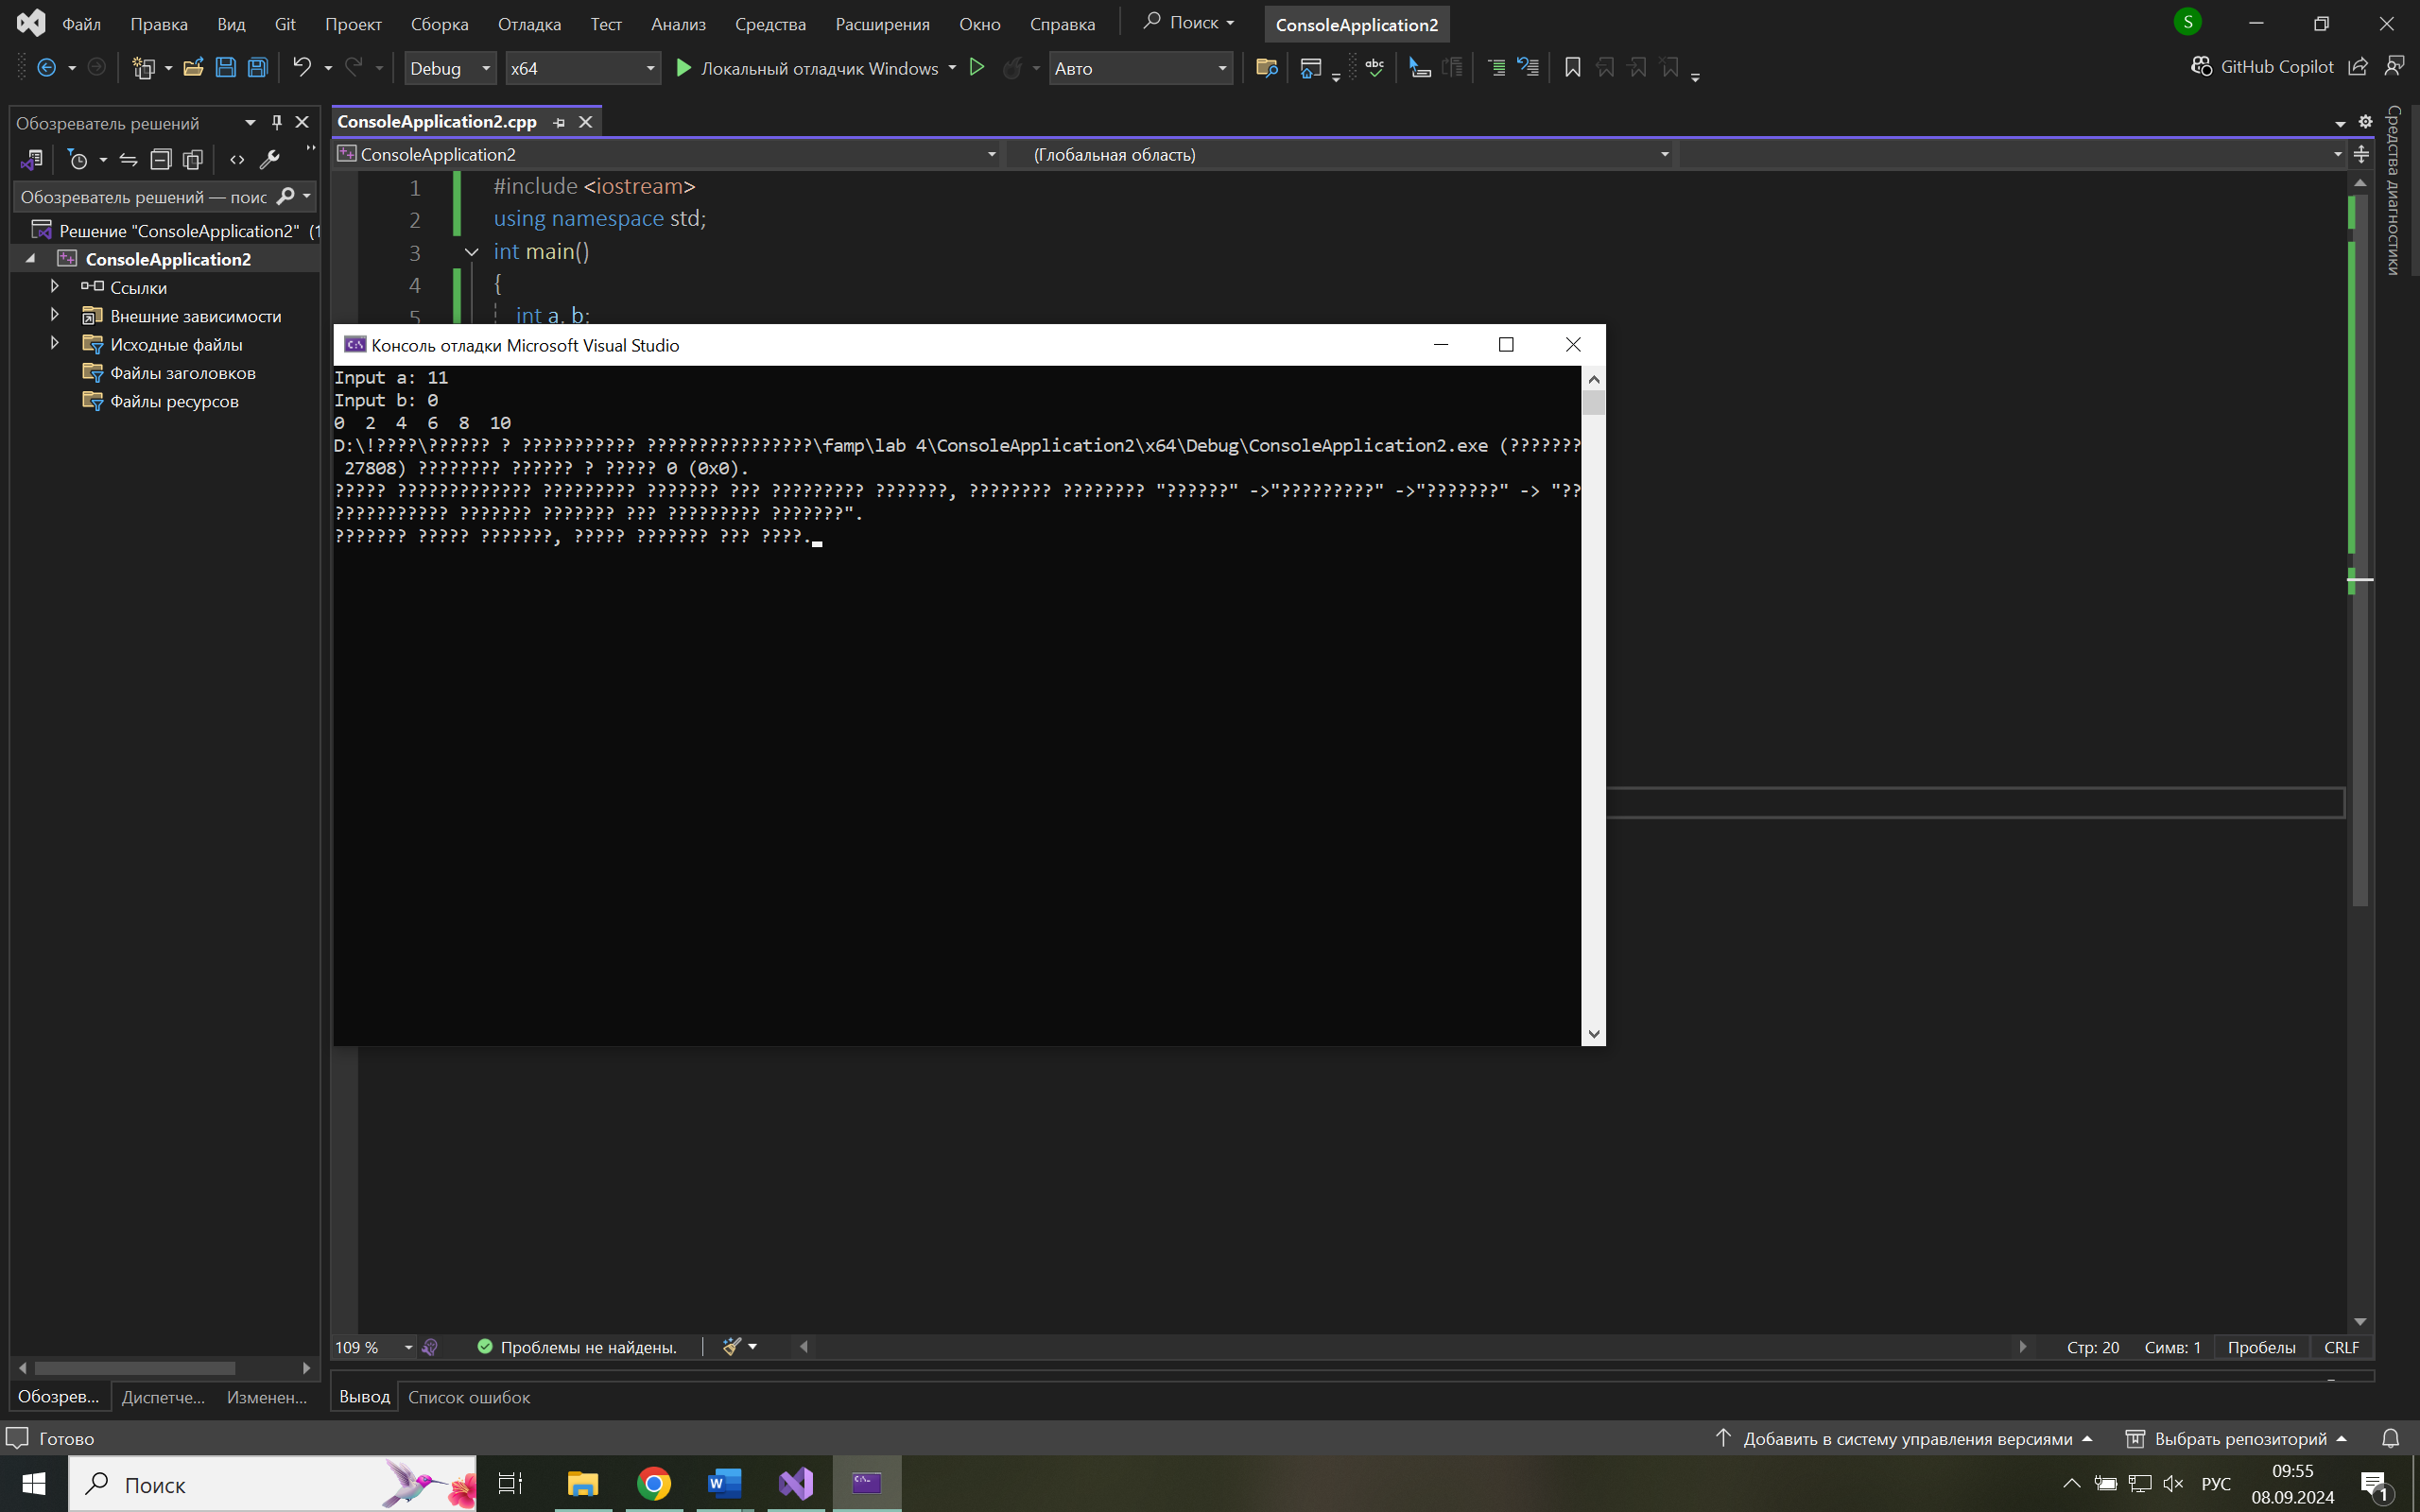 Файл Правка Вид Git Проект Сборка Отладка Тест Анализ Средства Расширения Окно Справка Поиск ConsoleApplication2 S
Debug x64 Локальный отладчик Windows Авто abc GitHub Copilot
Обозреватель решений
ConsoleApplication2.cpp
ConsoleApplication2 (Глобальная область)
Средства диагностики
Обозреватель решений — поис
Решение "ConsoleApplication2" (1
ConsoleApplication2
Ссылки
Внешние зависимости
Исходные файлы
Файлы заголовков
Файлы ресурсов
1 #include <iostream>
2 using namespace std;
3 int main()
4 {
5 int a, b;
Консоль отладки Microsoft Visual Studio
Input a: 11
Input b: 0
0 2 4 6 8 10
D:\!????\?????? ? ??????????? ????????????????\famp\lab 4\ConsoleApplication2\x64\Debug\ConsoleApplication2.exe (???????
27808) ???????? ?????? ? ????? 0 (0x0).
????? ????????????? ????????? ??????? ??? ????????? ???????, ???????? ???????? "??????" ->"?????????" ->"???????" -> "??
??????????? ??????? ??????? ??? ????????? ???????".
??????? ????? ???????, ????? ??????? ??? ????.
109 % Проблемы не найдены. Стр: 20 Симв: 1 Пробелы CRLF
Обозрев... Диспетче... Изменен...
Вывод Список ошибок
Готово Добавить в систему управления версиями Выбрать репозиторий
Поиск
РУС
09:55
08.09.2024
1